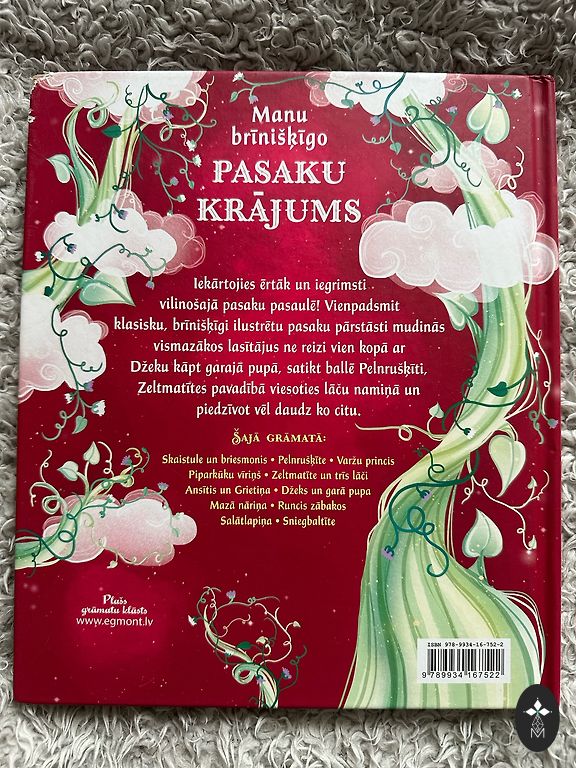 Manu
brīnišķīgo
PASAKU
KRĀJUMS
Iekārtojies ērtāk un iegrimsti
vilinošajā pasaku pasaulē! Vienpadsmit
klasisku, brīnišķīgi ilustrētu pasaku pārstāsti mudinās
vismazākos lasītājus ne reizi vien kopā ar
Džeku kāpt garajā pupā, satikt ballē Pelnrušķīti,
Zeltmatītes pavadībā viesoties lāču namiņā un
piedzīvot vēl daudz ko citu.
ŠAJĀ GRĀMATĀ:
Skaistule un briesmonis • Pelnrušķīte • Varžu princis
Piparkūku vīriņš • Zeltmatīte un trīs lāči
Ansītis un Grietiņa • Džeks un garā pupa
Mazā nāriņa • Runcis zābakos
Salātlapiņa • Sniegbaltīte
Plašs
grāmatu klāsts
www.egmont.lv
ISBN 978-9934-16-752-2
9 789934 167522
M